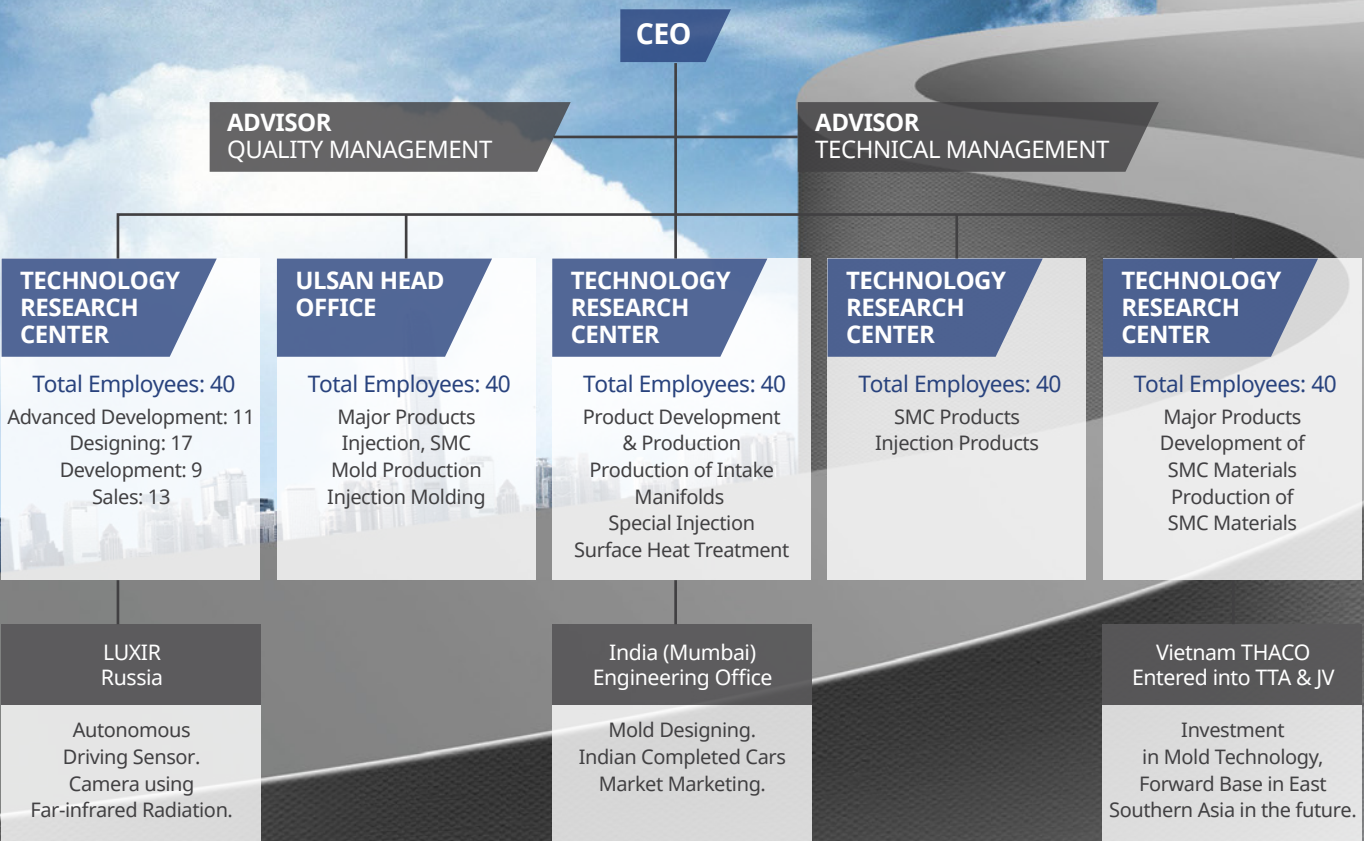 CEO
ADVISOR
QUALITY MANAGEMENT
ADVISOR
TECHNICAL MANAGEMENT
TECHNOLOGY
RESEARCH
CENTER
Total Employees: 40
Advanced Development: 11
Designing: 17
Development: 9
Sales: 13
ULSAN HEAD
OFFICE
Total Employees: 40
Major Products
Injection, SMC
Mold Production
Injection Molding
TECHNOLOGY
RESEARCH
CENTER
Total Employees: 40
Product Development
& Production
Production of Intake
Manifolds
Special Injection
Surface Heat Treatment
TECHNOLOGY
RESEARCH
CENTER
Total Employees: 40
SMC Products
Injection Products
TECHNOLOGY
RESEARCH
CENTER
Total Employees: 40
Major Products
Development of
SMC Materials
Production of
SMC Materials
LUXIR
Russia
Autonomous
Driving Sensor.
Camera using
Far-infrared Radiation.
India (Mumbai)
Engineering Office
Mold Designing.
Indian Completed Cars
Market Marketing.
Vietnam THACO
Entered into TTA & JV
Investment
in Mold Technology,
Forward Base in East
Southern Asia in the future.